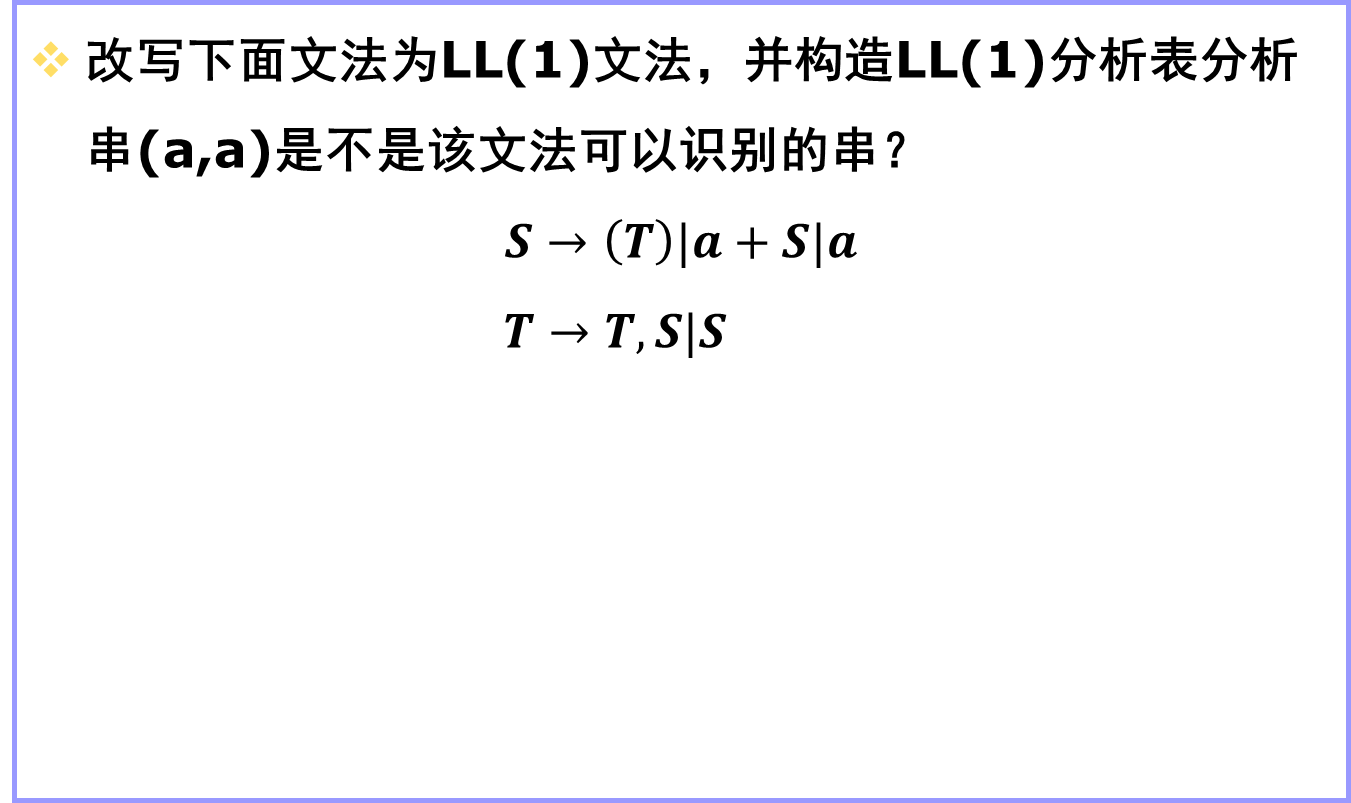 改写下面文法为LL(1)文法，并构造LL(1)分析表分析
串(a,a)是不是该文法可以识别的串？
S → (T)|a + S|a
T → T,S|S